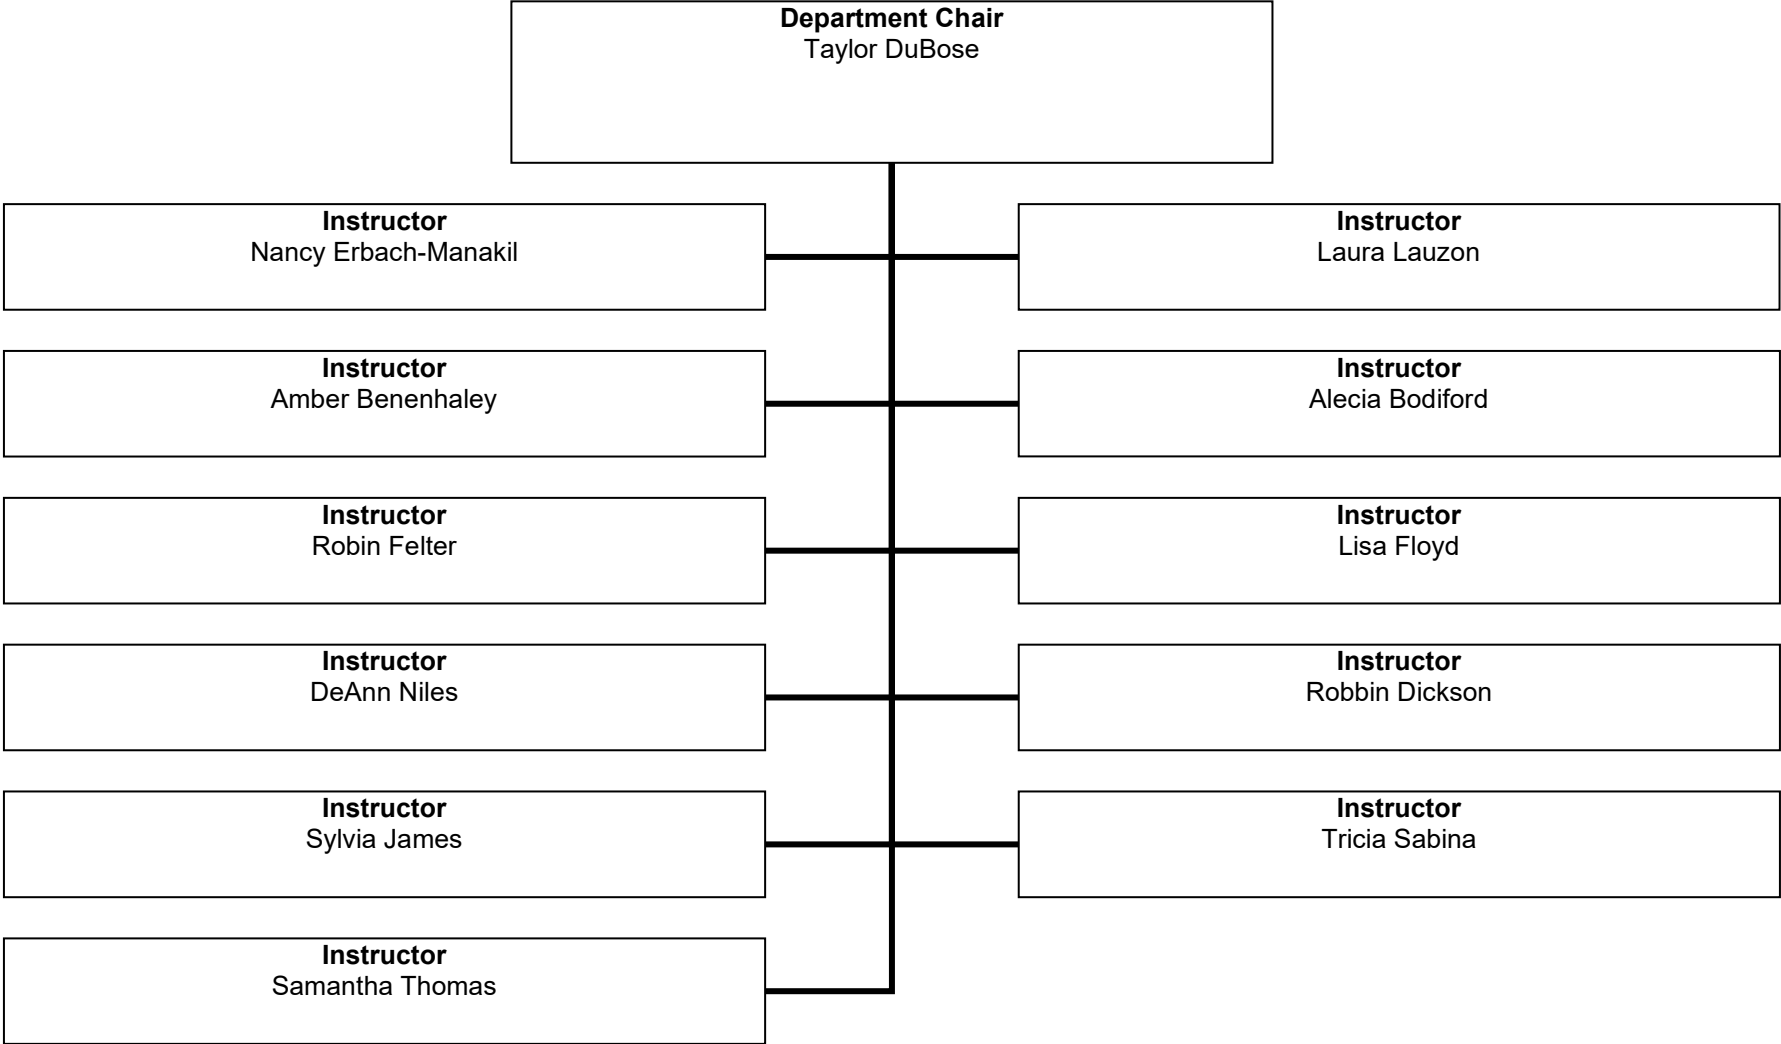 Department Chair
Taylor DuBose
Instructor
Nancy Erbach-Manakil
Instructor
Laura Lauzon
Instructor
Amber Benenhaley
Instructor
Alecia Bodiford
Instructor
Robin Felter
Instructor
Lisa Floyd
Instructor
DeAnn Niles
Instructor
Robbin Dickson
Instructor
Sylvia James
Instructor
Tricia Sabina
Instructor
Samantha Thomas